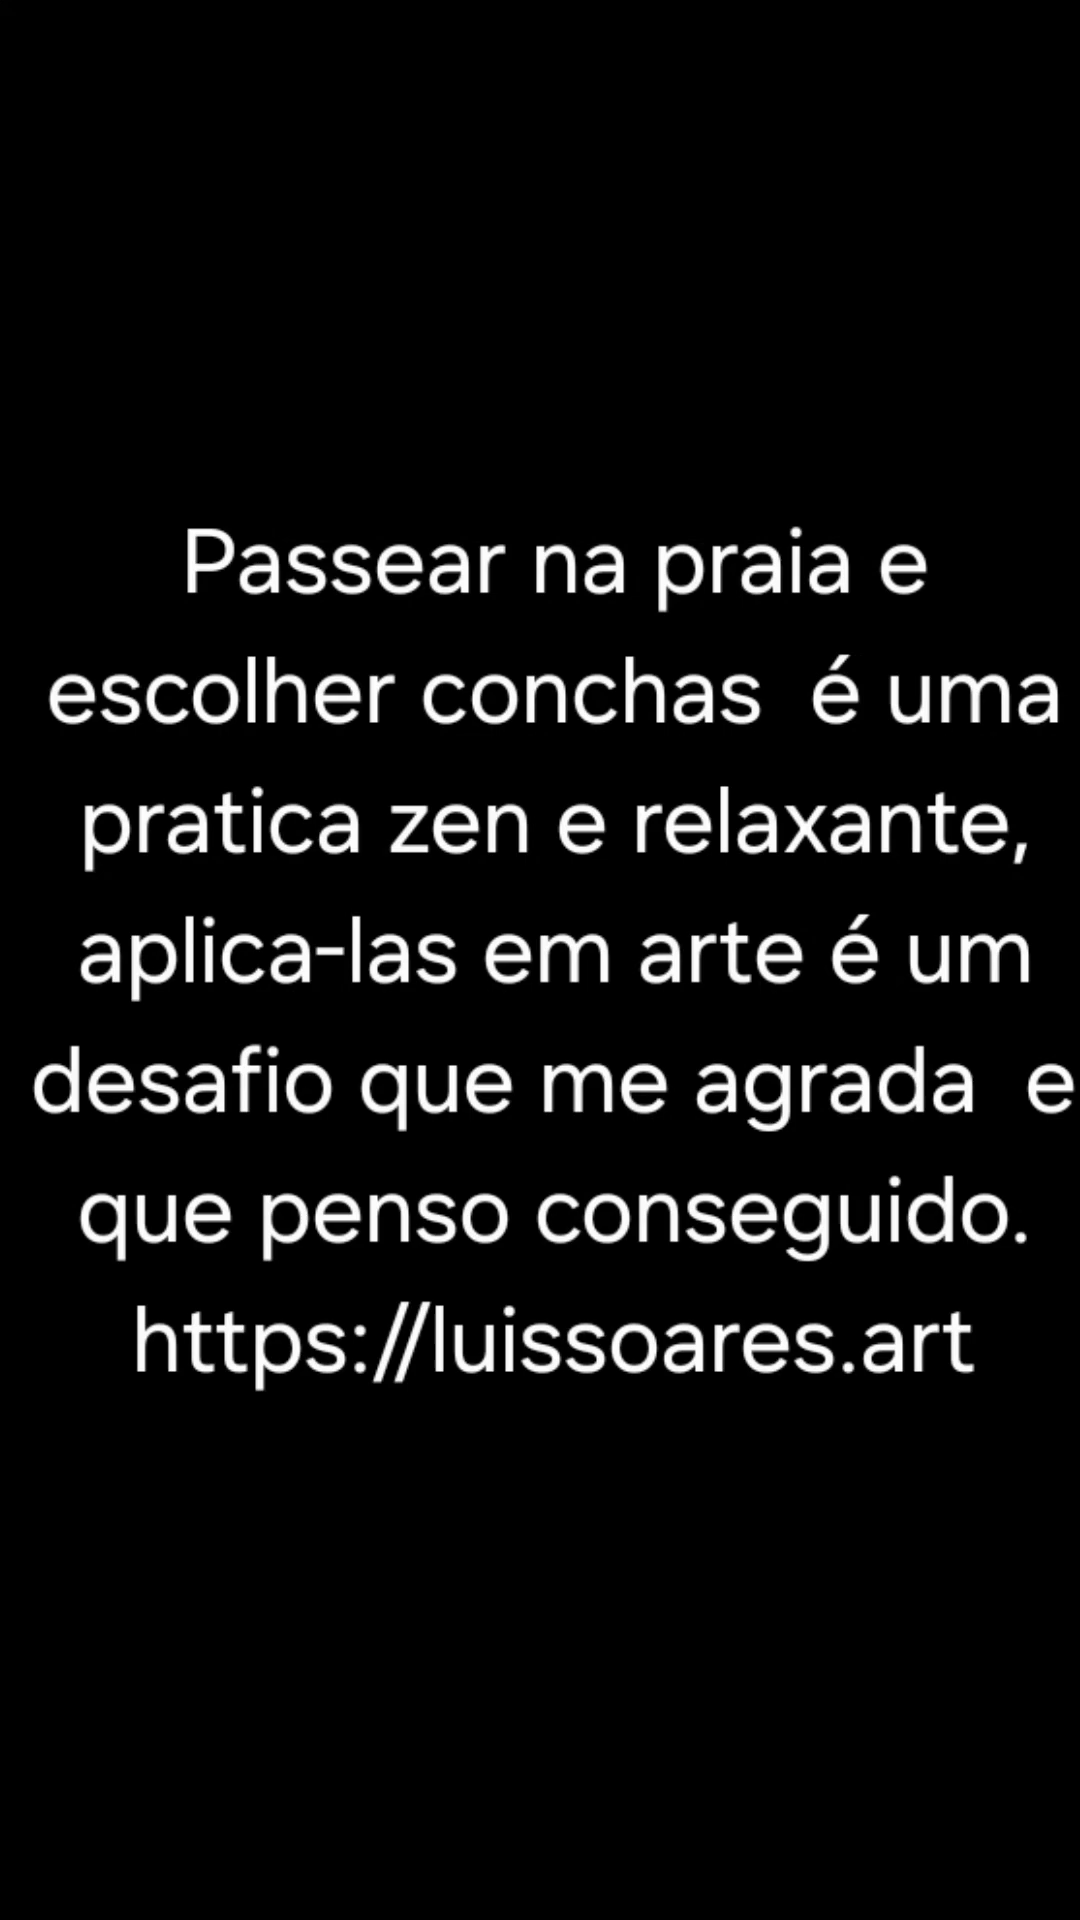 Passear na praia e
escolher conchas  é uma
pratica zen e relaxante,
aplica-las em arte é um
desafio que me agrada  e
que penso conseguido.
https://luissoares.art